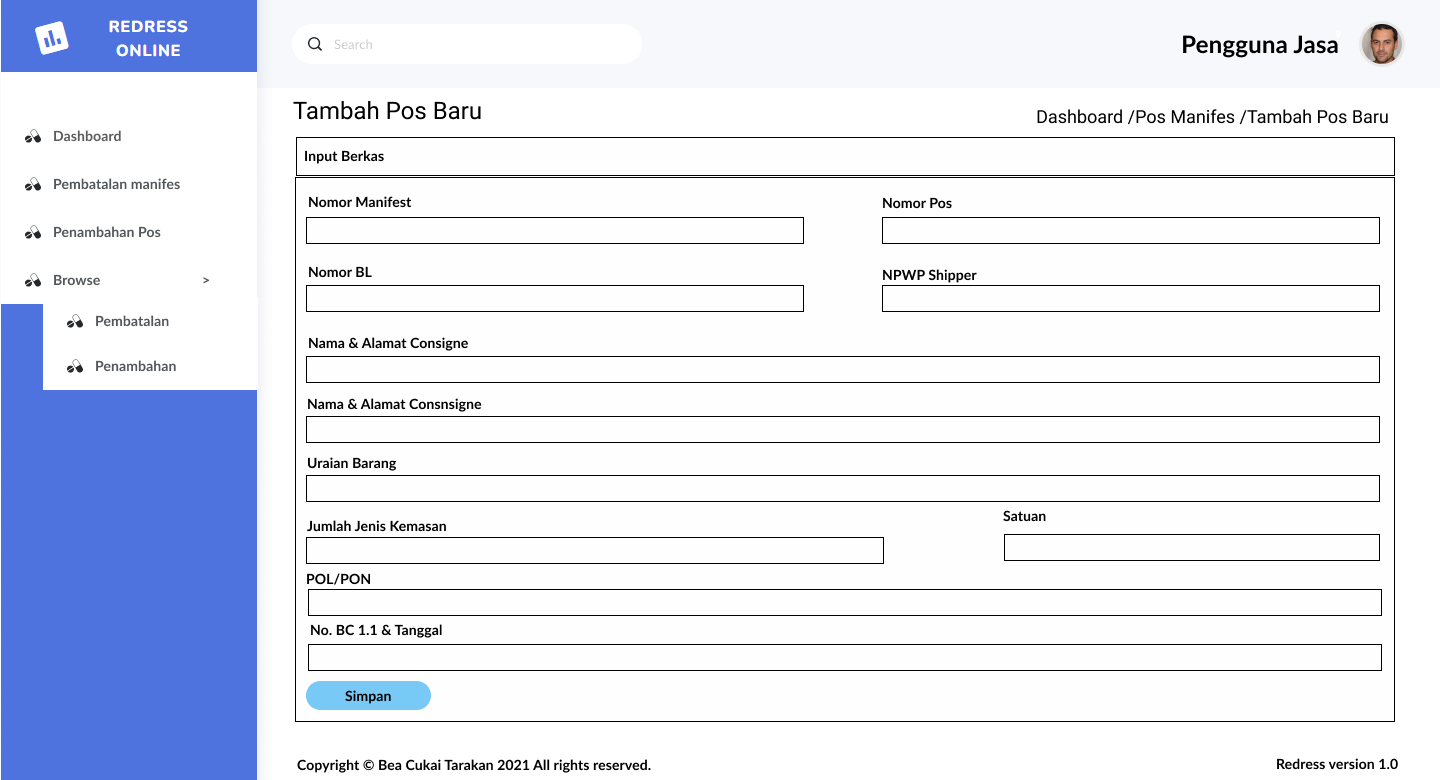 REDRESS
ONLINE
Search
Pengguna Jasa
Dashboard
Pembatalan manifes
Penambahan Pos
Browse >
Pembatalan
Penambahan
Tambah Pos Baru
Dashboard /Pos Manifes /Tambah Pos Baru
Input Berkas
Nomor Manifest
Nomor Pos
Nomor BL
NPWP Shipper
Nama & Alamat Consigne
Nama & Alamat Consnsigne
Uraian Barang
Jumlah Jenis Kemasan
Satuan
POL/PON
No. BC 1.1 & Tanggal
Simpan
Copyright © Bea Cukai Tarakan 2021 All rights reserved.
Redress version 1.0